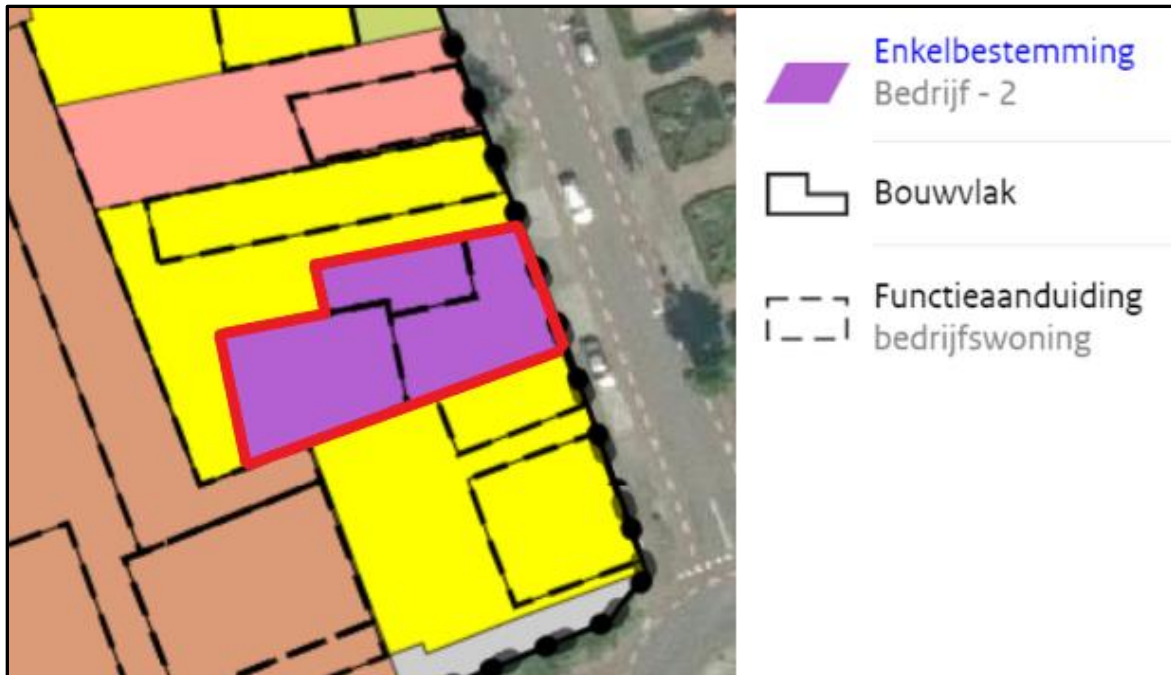 Enkelbestemming
Bedrijf - 2
Bouwvlak
Functieaanduiding
bedrijfswoning